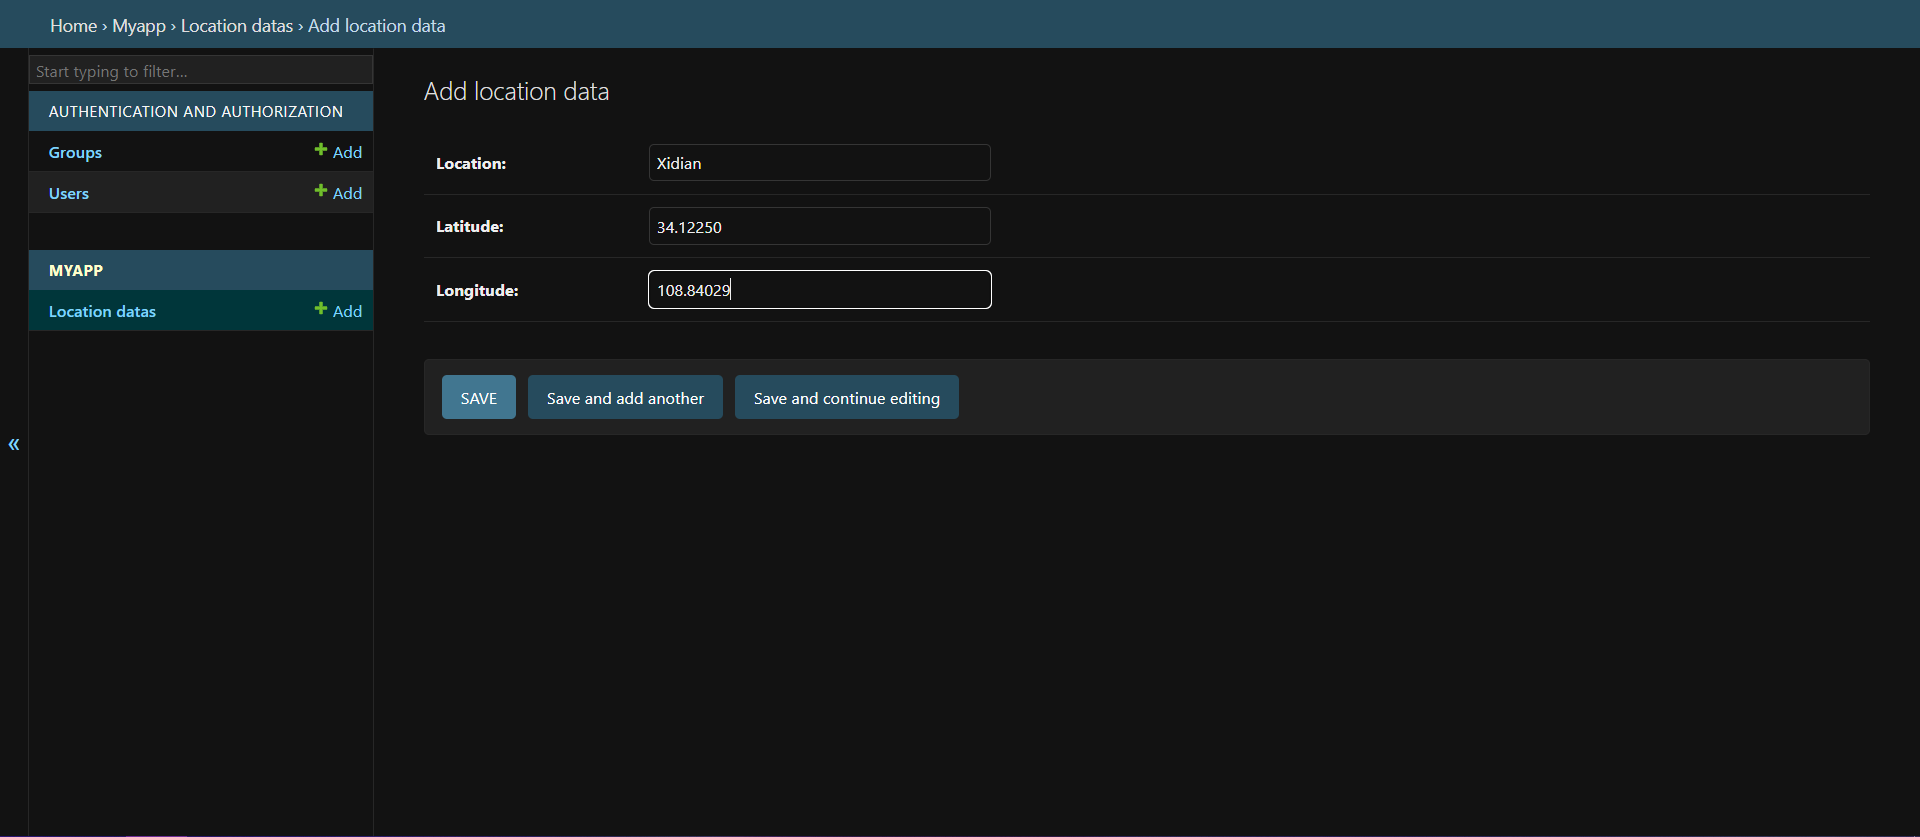 Home › Myapp › Location datas › Add location data
Start typing to filter...
AUTHENTICATION AND AUTHORIZATION
Groups Add
Users Add
MYAPP
Location datas Add
«
Add location data
Location: Xidian
Latitude: 34.12250
Longitude: 108.84029
SAVE Save and add another Save and continue editing